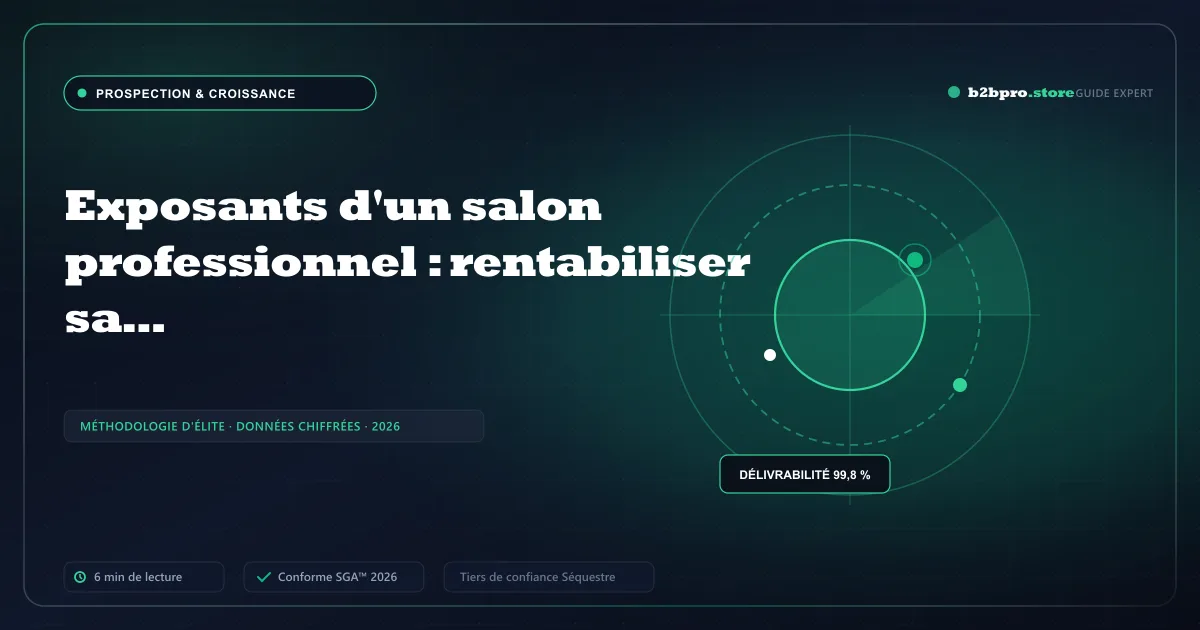 PROSPECTION & CROISSANCE
b2bpro.store GUIDE EXPERT
Exposants d'un salon
professionnel : rentabiliser
sa...
MÉTHODOLOGIE D'ÉLITE · DONNÉES CHIFFRÉES · 2026
DÉLIVRABILITÉ 99,8 %
6 min de lecture
Conforme SGA™ 2026
Tiers de confiance Séquestre